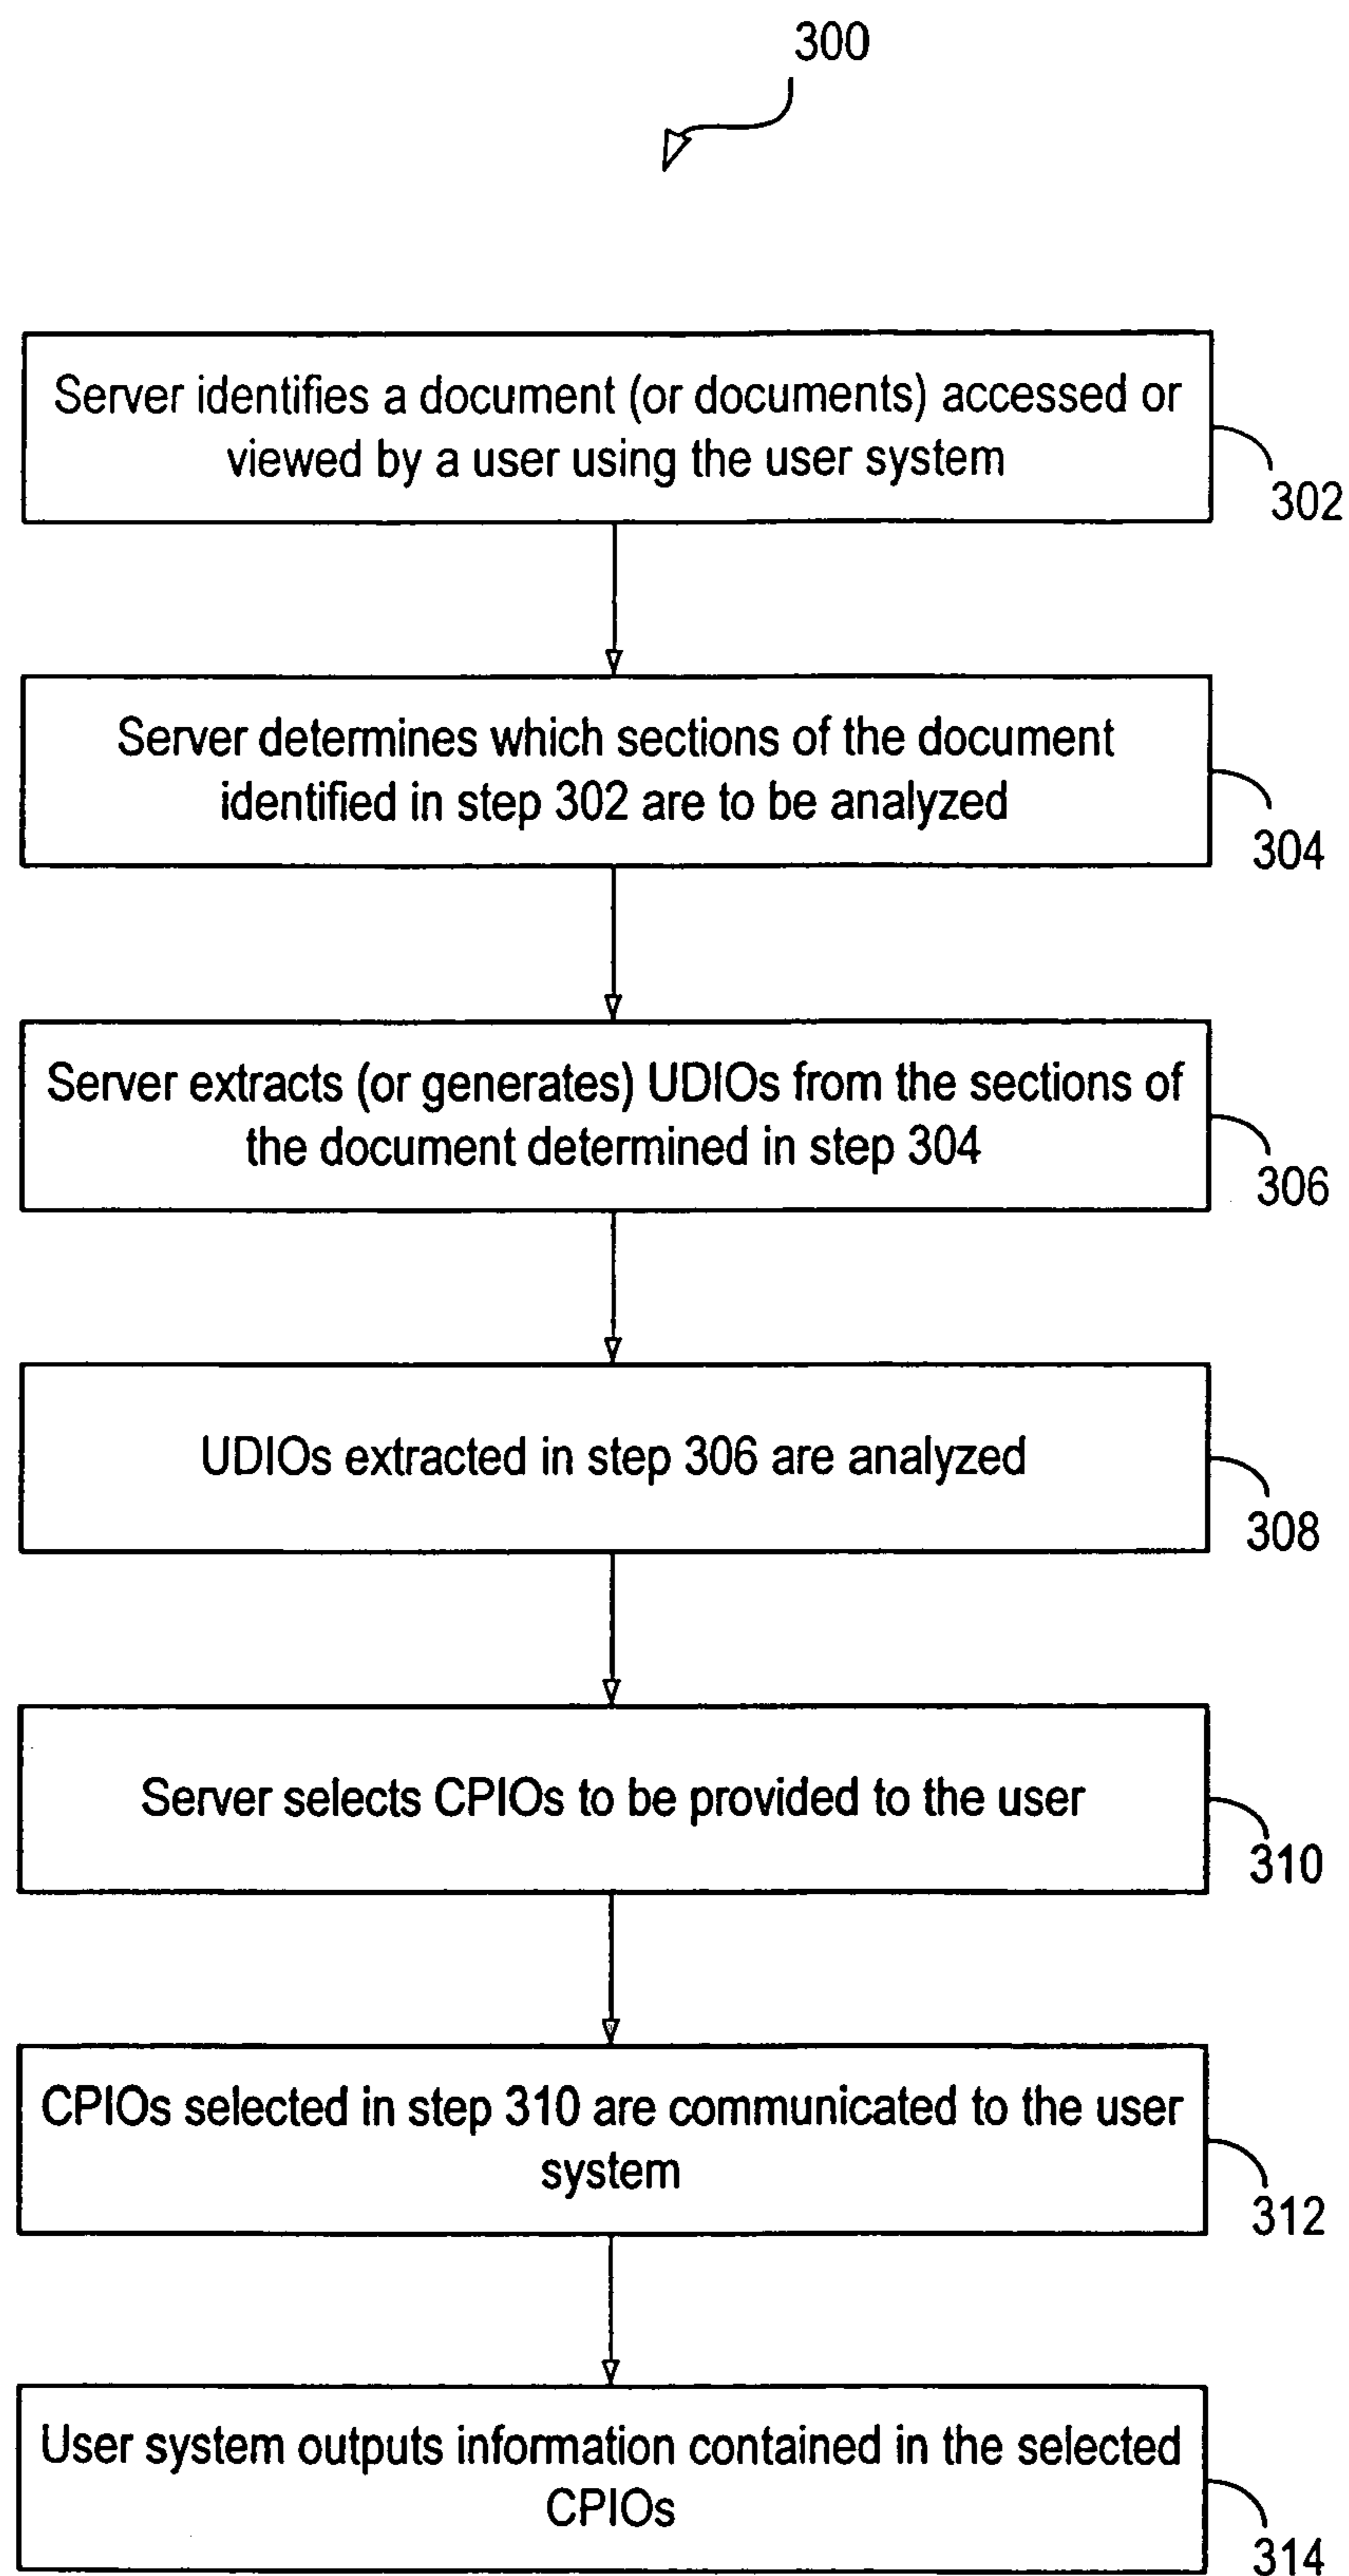 300
Server identifies a document (or documents) accessed or
viewed by a user using the user system
302
Server determines which sections of the document
identified in step 302 are to be analyzed
304
Server extracts (or generates) UDIOs from the sections of
the document determined in step 304
306
UDIOs extracted in step 306 are analyzed
308
Server selects CPIOs to be provided to the user
310
CPIOs selected in step 310 are communicated to the user
system
312
User system outputs information contained in the selected
CPIOs
314